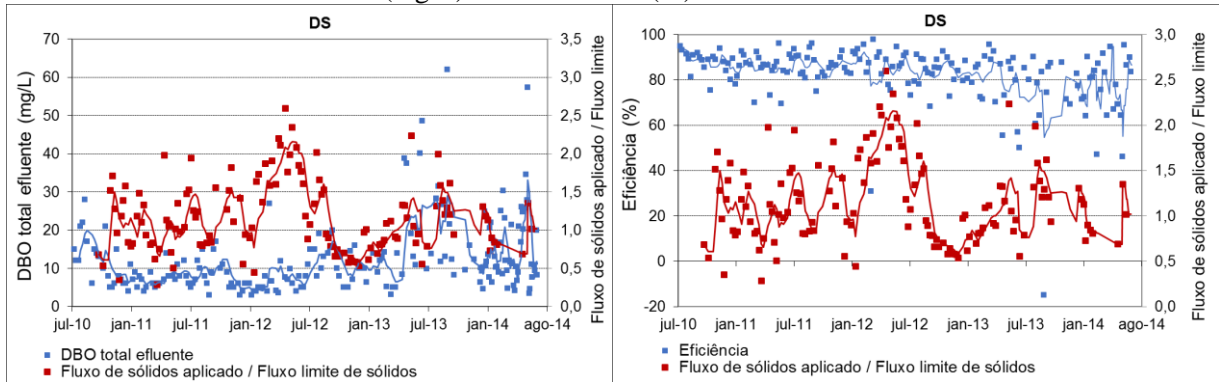 DS
DBO total efluente (mg/L)
70
60
50
40
30
20
10
0
3,5
3,0
2,5
2,0
1,5
1,0
0,5
0,0
Fluxo de sólidos aplicado / Fluxo limite
jul-10 jan-11 jul-11 jan-12 jul-12 jan-13 jul-13 jan-14 ago-14
DBO total efluente
Fluxo de sólidos aplicado / Fluxo limite de sólidos
DS
Eficiência (%)
100
80
60
40
20
0
-20
3,0
2,5
2,0
1,5
1,0
0,5
0,0
Fluxo de sólidos aplicado / Fluxo limite
jul-10 jan-11 jul-11 jan-12 jul-12 jan-13 jul-13 jan-14 ago-14
Eficiência
Fluxo de sólidos aplicado / Fluxo limite de sólidos